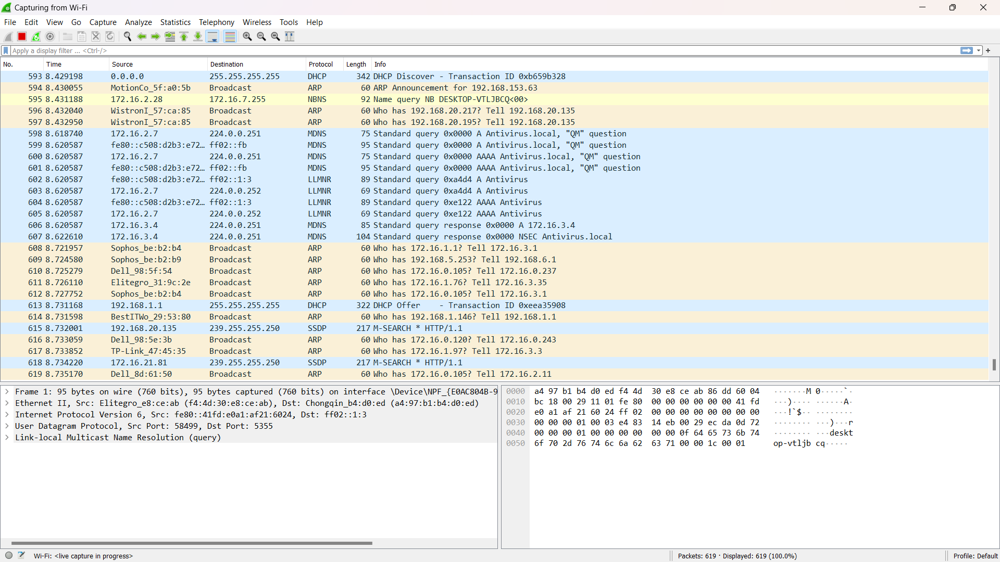 Capturing from Wi-Fi
File Edit View Go Capture Analyze Statistics Telephony Wireless Tools Help
Apply a display filter ... <Ctrl-/>
No. Time Source Destination Protocol Length Info
593 8.429198 0.0.0.0 255.255.255.255 DHCP 342 DHCP Discover - Transaction ID 0xb659b328
594 8.430055 MotionCo_5f:a0:5b Broadcast ARP 60 ARP Announcement for 192.168.153.63
595 8.431188 172.16.2.28 172.16.7.255 NBNS 92 Name query NB DESKTOP-VTLJBCQ<00>
596 8.432040 WistronI_57:ca:85 Broadcast ARP 60 Who has 192.168.20.217? Tell 192.168.20.135
597 8.432950 WistronI_57:ca:85 Broadcast ARP 60 Who has 192.168.20.195? Tell 192.168.20.135
598 8.618740 172.16.2.7 224.0.0.251 MDNS 75 Standard query 0x0000 A Antivirus.local, "QM" question
599 8.620587 fe80::c508:d2b3:e72… ff02::fb MDNS 95 Standard query 0x0000 A Antivirus.local, "QM" question
600 8.620587 172.16.2.7 224.0.0.251 MDNS 75 Standard query 0x0000 AAAA Antivirus.local, "QM" question
601 8.620587 fe80::c508:d2b3:e72… ff02::fb MDNS 95 Standard query 0x0000 AAAA Antivirus.local, "QM" question
602 8.620587 fe80::c508:d2b3:e72… ff02::1:3 LLMNR 89 Standard query 0xa4d4 A Antivirus
603 8.620587 172.16.2.7 224.0.0.252 LLMNR 69 Standard query 0xa4d4 A Antivirus
604 8.620587 fe80::c508:d2b3:e72… ff02::1:3 LLMNR 89 Standard query 0xe122 AAAA Antivirus
605 8.620587 172.16.2.7 224.0.0.252 LLMNR 69 Standard query 0xe122 AAAA Antivirus
606 8.620587 172.16.3.4 224.0.0.251 MDNS 85 Standard query response 0x0000 A 172.16.3.4
607 8.622610 172.16.3.4 224.0.0.251 MDNS 104 Standard query response 0x0000 NSEC Antivirus.local
608 8.721957 Sophos_be:b2:b4 Broadcast ARP 60 Who has 172.16.1.1? Tell 172.16.3.1
609 8.724580 Sophos_be:b2:b9 Broadcast ARP 60 Who has 192.168.5.253? Tell 192.168.6.1
610 8.725279 Dell_98:5f:54 Broadcast ARP 60 Who has 172.16.0.105? Tell 172.16.0.237
611 8.726110 Elitegro_31:9c:2e Broadcast ARP 60 Who has 172.16.1.76? Tell 172.16.3.35
612 8.727752 Sophos_be:b2:b4 Broadcast ARP 60 Who has 172.16.0.105? Tell 172.16.3.1
613 8.731168 192.168.1.1 255.255.255.255 DHCP 322 DHCP Offer - Transaction ID 0xeea35908
614 8.731598 BestITWo_29:53:80 Broadcast ARP 60 Who has 192.168.1.146? Tell 192.168.1.1
615 8.732001 192.168.20.135 239.255.255.250 SSDP 217 M-SEARCH * HTTP/1.1
616 8.733059 Dell_98:5e:3b Broadcast ARP 60 Who has 172.16.0.120? Tell 172.16.0.243
617 8.733852 TP-Link_47:45:35 Broadcast ARP 60 Who has 172.16.1.97? Tell 172.16.3.3
618 8.734220 172.16.21.81 239.255.255.250 SSDP 217 M-SEARCH * HTTP/1.1
619 8.735170 Dell_8d:61:50 Broadcast ARP 60 Who has 172.16.0.105? Tell 172.16.2.11
Frame 1: 95 bytes on wire (760 bits), 95 bytes captured (760 bits) on interface \Device\NPF_{E0AC804B-9
Ethernet II, Src: Elitegro_e8:ce:ab (f4:4d:30:e8:ce:ab), Dst: Chongqin_b4:d0:ed (a4:97:b1:b4:d0:ed)
Internet Protocol Version 6, Src: fe80::41fd:e0a1:af21:6024, Dst: ff02::1:3
User Datagram Protocol, Src Port: 58499, Dst Port: 5355
Link-local Multicast Name Resolution (query)
0000 a4 97 b1 b4 d0 ed f4 4d 30 e8 ce ab 86 dd 60 04 ·······M 0·····`·
0010 bc 18 00 29 11 01 fe 80 00 00 00 00 00 00 41 fd ···)···· ······A·
0020 e0 a1 af 21 60 24 ff 02 00 00 00 00 00 00 00 00 ···!`$·· ········
0030 00 00 00 01 00 03 e4 83 14 eb 00 29 ec da 0d 72 ········ ···)···r
0040 00 00 00 01 00 00 00 00 00 00 0f 64 65 73 6b 74 ········ ···deskt
0050 6f 70 2d 76 74 6c 6a 62 63 71 00 00 1c 00 01 op-vtljb cq·····
Wi-Fi: <live capture in progress>
Packets: 619 · Displayed: 619 (100.0%)
Profile: Default